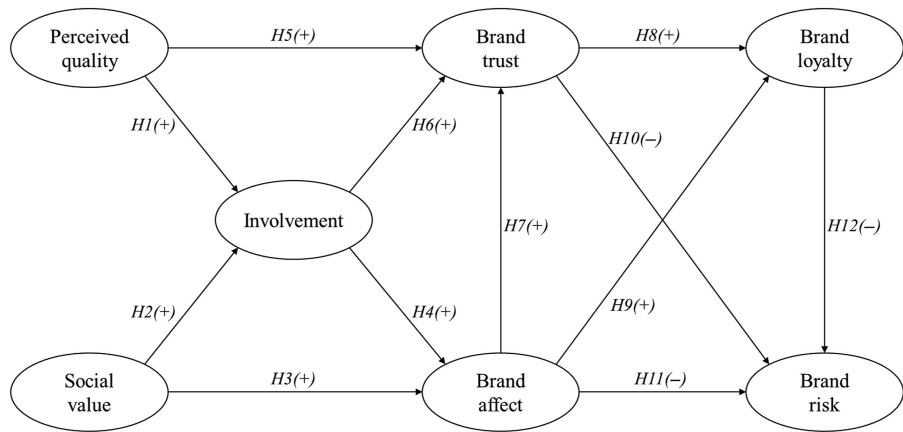 Perceived
quality
H5(+)
Brand
trust
H8(+)
Brand
loyalty
H1(+)
H6(+)
H10(–)
Involvement
H7(+)
H12(–)
H2(+)
H4(+)
H9(+)
Social
value
H3(+)
Brand
affect
H11(–)
Brand
risk